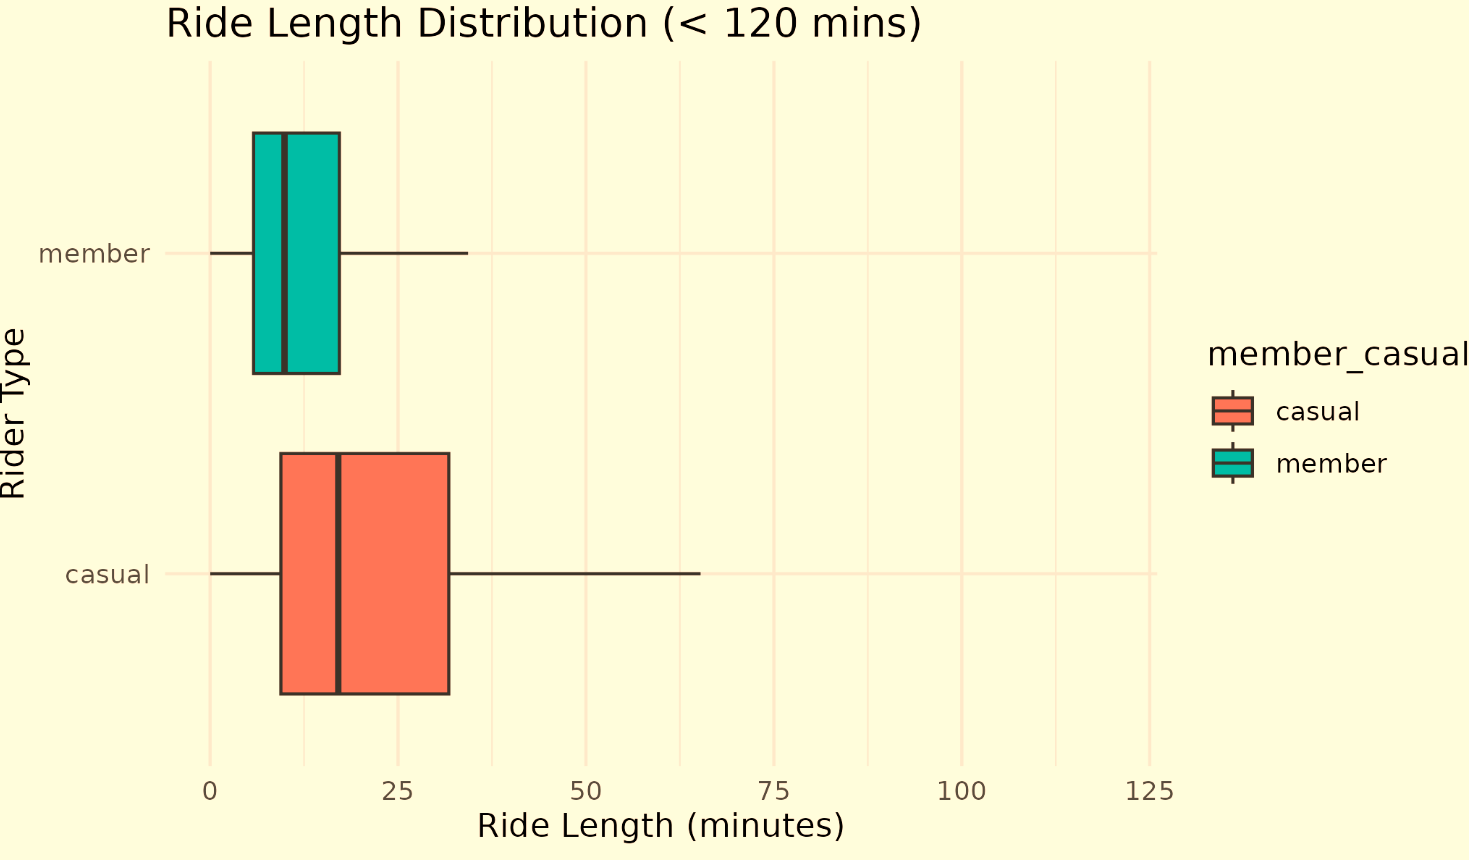 Ride Length Distribution (< 120 mins)
member
casual
Rider Type
0 25 50 75 100 125
Ride Length (minutes)
member_casual
casual
member